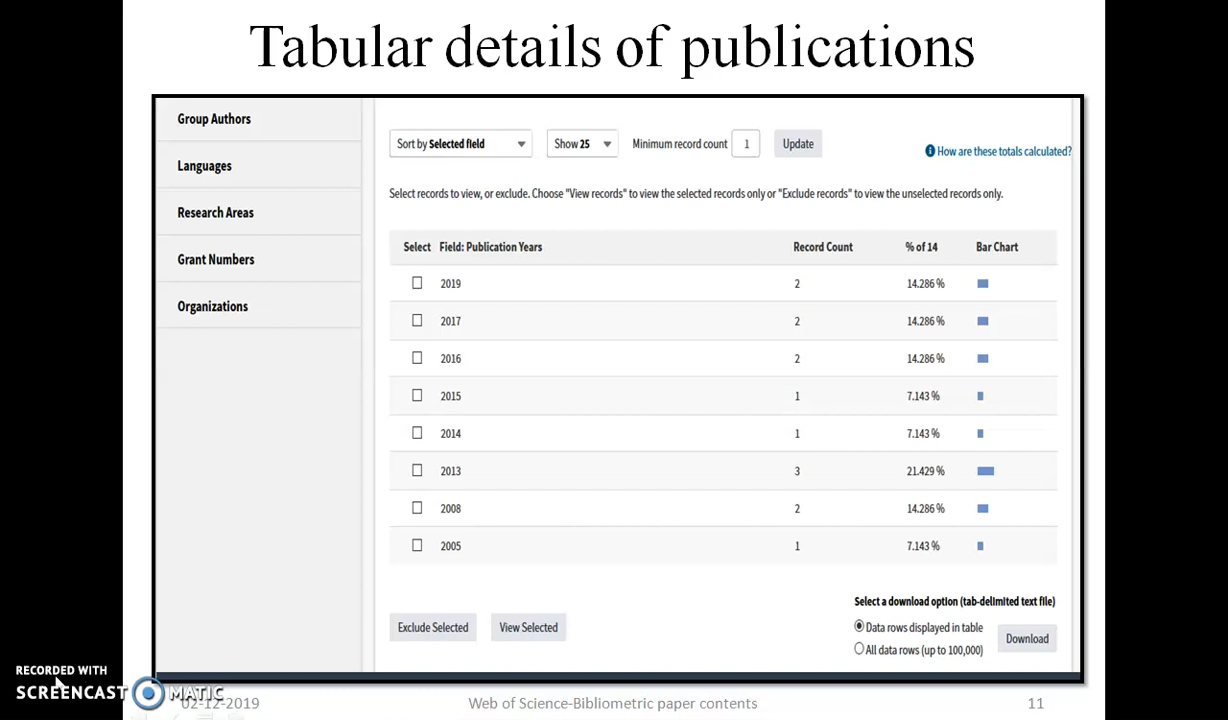 Tabular details of publications
Group Authors
Languages
Research Areas
Grant Numbers
Organizations
Sort by Selected field Show 25 Minimum record count 1 Update
How are these totals calculated?
Select records to view, or exclude. Choose "View records" to view the selected records only or "Exclude records" to view the unselected records only.
Select Field: Publication Years Record Count % of 14 Bar Chart
2019 2 14.286 %
2017 2 14.286 %
2016 2 14.286 %
2015 1 7.143 %
2014 1 7.143 %
2013 3 21.429 %
2008 2 14.286 %
2005 1 7.143 %
Exclude Selected View Selected
Select a download option (tab-delimited text file)
Data rows displayed in table
All data rows (up to 100,000)
Download
RECORDED WITH
SCREENCAST MATIC
02-12-2019 Web of Science-Bibliometric paper contents 11